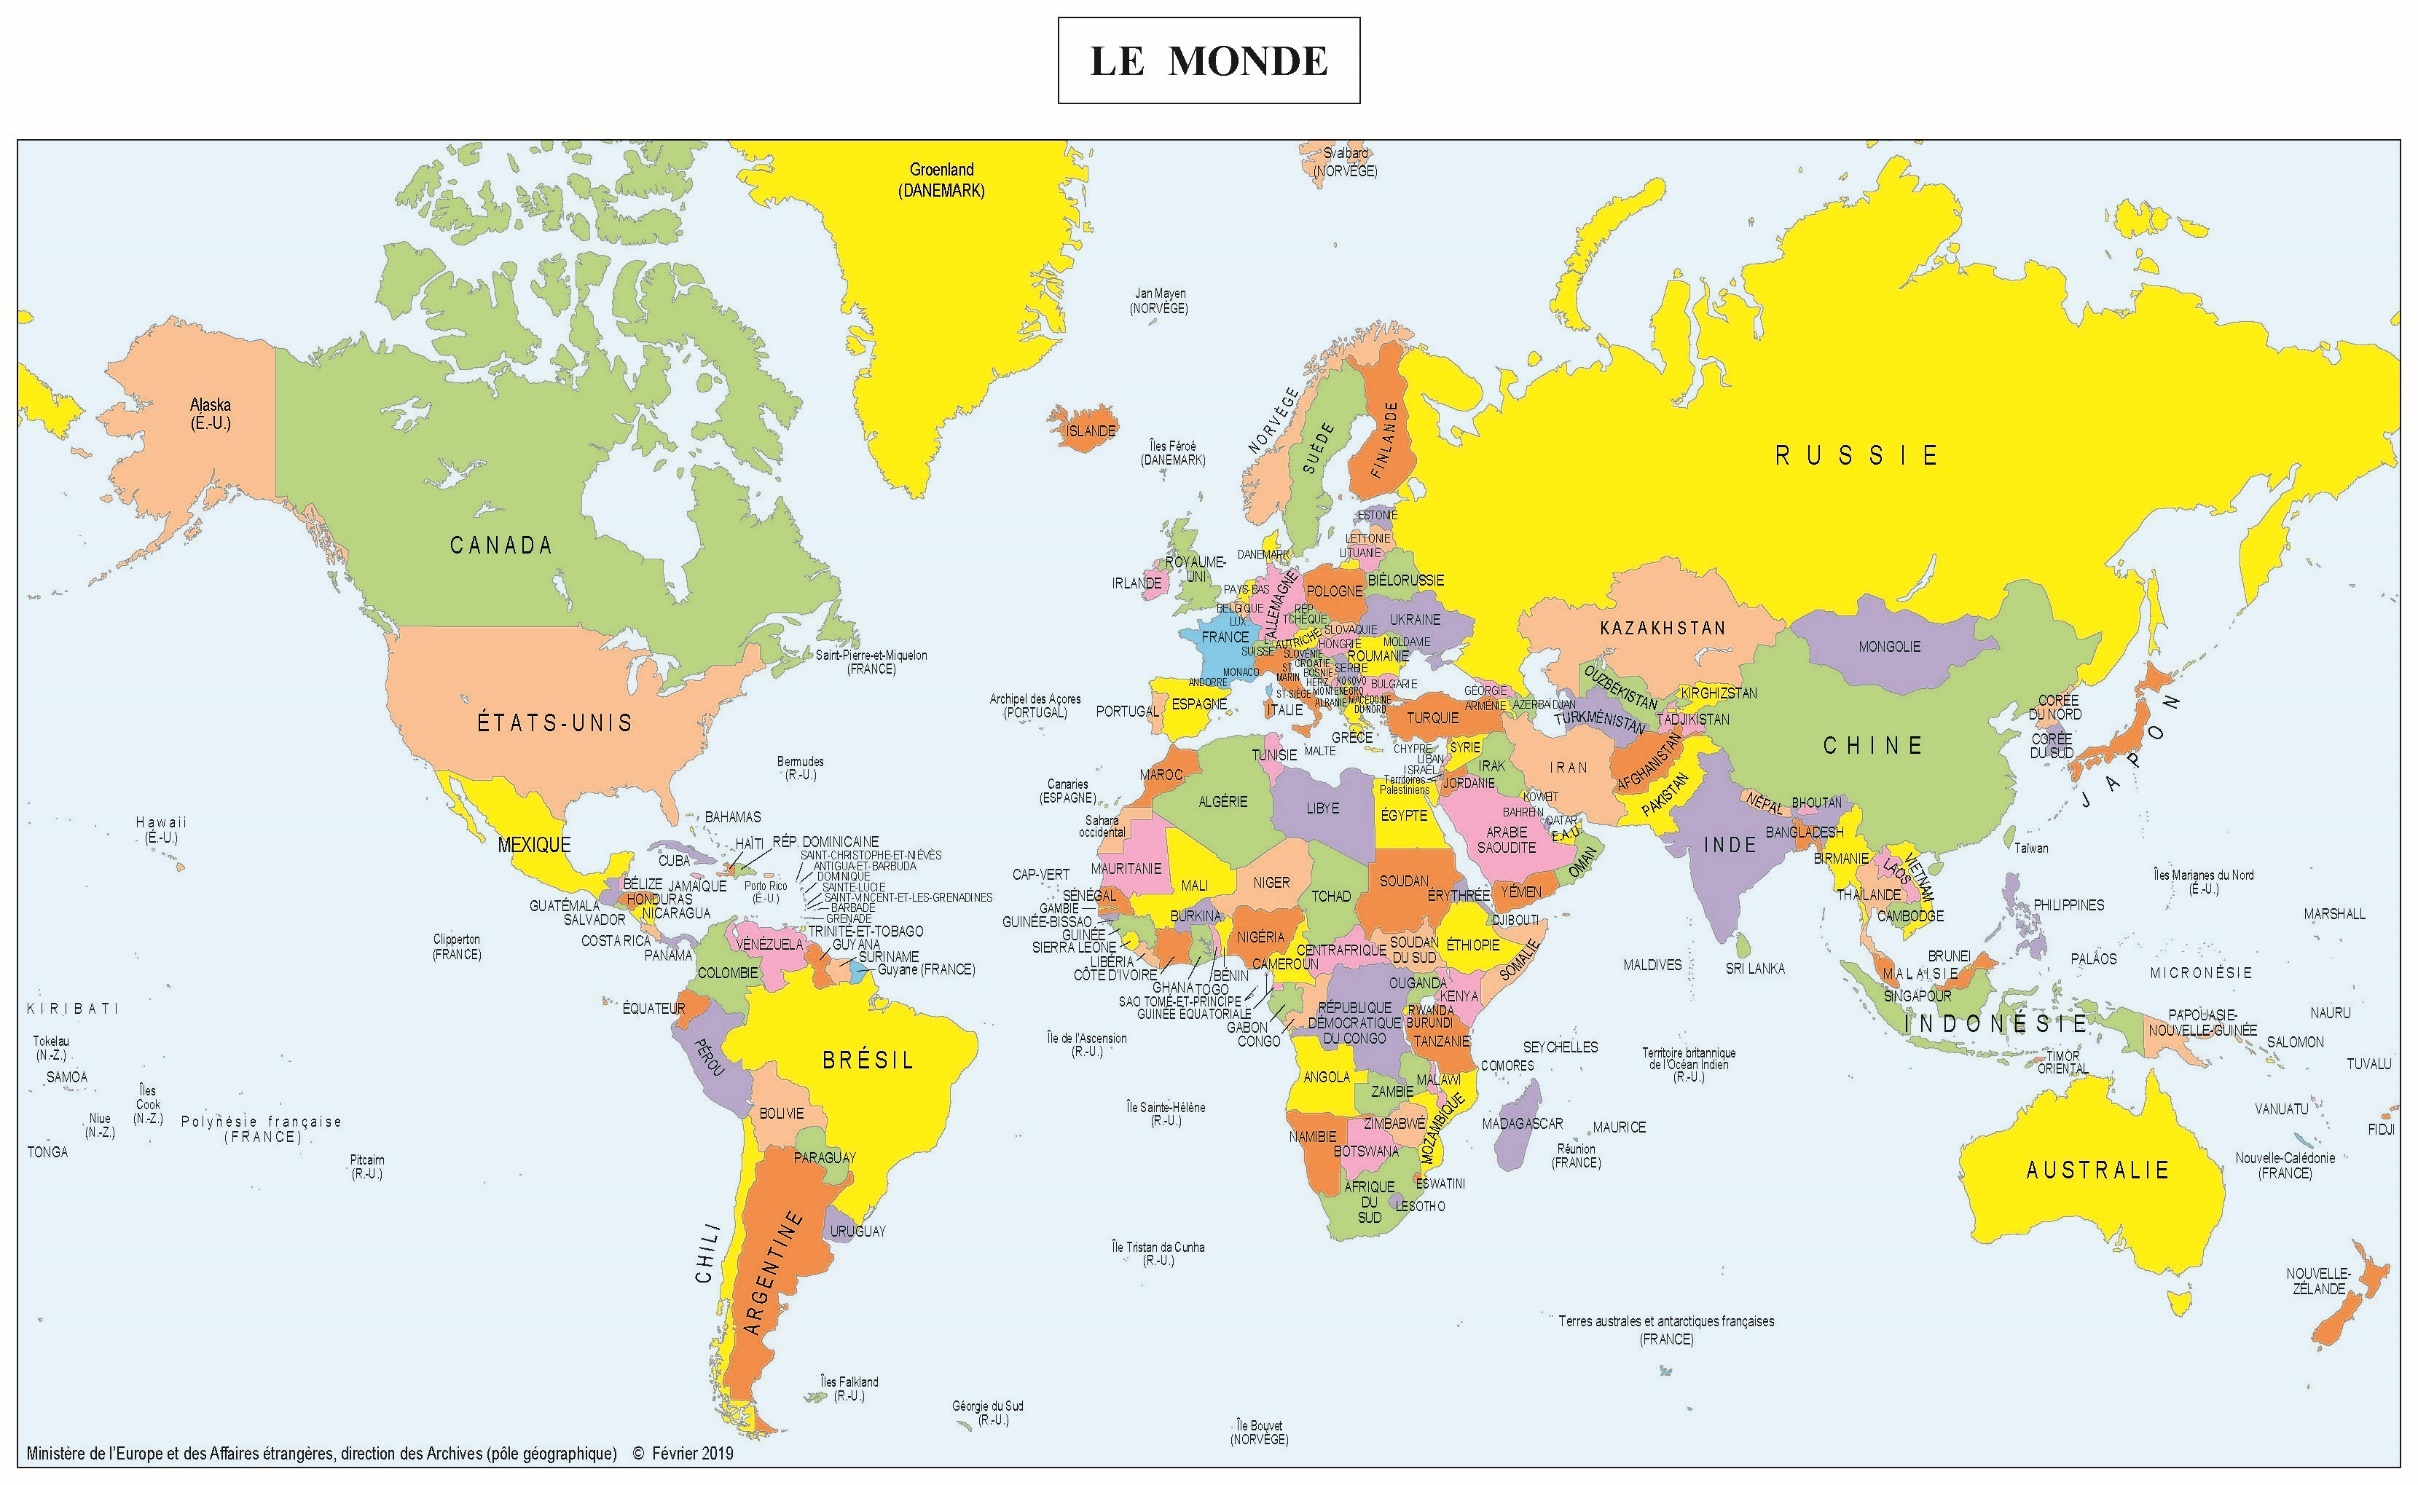 LE MONDE
Groenland
(DANEMARK)
Svalbard
(NORVÈGE)
Jan Mayen
(NORVÈGE)
Alaska
(É.-U.)
ISLANDE
Îles Féroé
(DANEMARK)
NORVÈGE
SUÈDE
FINLANDE
RUSSIE
CANADA
ESTONIE
LETTONIE
LITUANIE
DANEMARK
ROYAUME-
UNI
IRLANDE
PAYS-BAS
BELGIQUE
LUX.
ALLEMAGNE
POLOGNE
BIÉLORUSSIE
RÉP.
TCHÈQUE
SLOVAQUIE
UKRAINE
FRANCE
SUISSE
AUTRICHE
HONGRIE
MOLDAVIE
SLOVÉNIE
CROATIE
ROUMANIE
BOSNIE
HERZ.
SERBIE
ST
MARIN
MONACO
ANDORRE
ST-SIÈGE
MONTÉNÉGRO
KOSOVO
BULGARIE
ALBANIE
MACÉDOINE
DU NORD
ITALIE
GRÈCE
KAZAKHSTAN
MONGOLIE
Saint-Pierre-et-Miquelon
(FRANCE)
ÉTATS-UNIS
Archipel des Açores
(PORTUGAL)
PORTUGAL
ESPAGNE
GÉORGIE
ARMÉNIE
AZERBAÏDJAN
OUZBÉKISTAN
KIRGHIZSTAN
TURKMÉNISTAN
TADJIKISTAN
TURQUIE
CHINE
CORÉE
DU NORD
CORÉE
DU SUD
JAPON
TUNISIE
MALTE
CHYPRE
SYRIE
LIBAN
ISRAËL
Territoires
Palestiniens
JORDANIE
IRAK
IRAN
AFGHANISTAN
PAKISTAN
Bermudes
(R.-U.)
Canaries
(ESPAGNE)
MAROC
ALGÉRIE
LIBYE
ÉGYPTE
KOWEÏT
BAHREÏN
QATAR
E.A.U.
ARABIE
SAOUDITE
OMAN
YÉMEN
NÉPAL
BHOUTAN
BANGLADESH
INDE
BIRMANIE
LAOS
VIETNAM
THAÏLANDE
CAMBODGE
Taïwan
Hawaii
(É.-U.)
MEXIQUE
BAHAMAS
CUBA
HAÏTI
RÉP. DOMINICAINE
SAINT-CHRISTOPHE-ET-NIÉVÈS
ANTIGUA-ET-BARBUDA
DOMINIQUE
SAINTE-LUCIE
SAINT-VINCENT-ET-LES-GRENADINES
BARBADE
GRENADE
TRINITÉ-ET-TOBAGO
BÉLIZE
JAMAÏQUE
Porto Rico
(É.-U.)
GUATÉMALA
HONDURAS
SALVADOR
NICARAGUA
COSTA RICA
PANAMA
Clipperton
(FRANCE)
VÉNÉZUELA
GUYANA
SURINAME
Guyane (FRANCE)
COLOMBIE
ÉQUATEUR
PÉROU
BRÉSIL
BOLIVIE
PARAGUAY
CHILI
ARGENTINE
URUGUAY
Sahara
occidental
CAP-VERT
MAURITANIE
MALI
NIGER
TCHAD
SOUDAN
ÉRYTHRÉE
SÉNÉGAL
GAMBIE
GUINÉE-BISSAO
GUINÉE
SIERRA LEONE
LIBÉRIA
CÔTE D'IVOIRE
BURKINA
GHANA
TOGO
BÉNIN
NIGÉRIA
CAMEROUN
CENTRAFRIQUE
SOUDAN
DU SUD
ÉTHIOPIE
DJIBOUTI
SOMALIE
SAO TOMÉ-ET-PRINCIPE
GUINÉE ÉQUATORIALE
GABON
CONGO
RÉPUBLIQUE
DÉMOCRATIQUE
DU CONGO
OUGANDA
KENYA
RWANDA
BURUNDI
TANZANIE
ANGOLA
ZAMBIE
MALAWI
MOZAMBIQUE
ZIMBABWÉ
NAMIBIE
BOTSWANA
AFRIQUE
DU
SUD
ESWATINI
LESOTHO
MADAGASCAR
COMORES
SEYCHELLES
MAURICE
Réunion
(FRANCE)
MALDIVES
SRI LANKA
Territoire britannique
de l'Océan Indien
(R.-U.)
Île de l'Ascension
(R.-U.)
Île Sainte-Hélène
(R.-U.)
Île Tristan da Cunha
(R.-U.)
PHILIPPINES
BRUNEI
MALAISIE
SINGAPOUR
INDONÉSIE
TIMOR
ORIENTAL
PALAOS
Îles Marianes du Nord
(É.-U.)
MARSHALL
MICRONÉSIE
PAPOUASIE-
NOUVELLE-GUINÉE
NAURU
SALOMON
TUVALU
VANUATU
FIDJI
Nouvelle-Calédonie
(FRANCE)
AUSTRALIE
NOUVELLE-
ZÉLANDE
KIRIBATI
Tokelau
(N.-Z.)
SAMOA
Îles
Cook
(N.-Z.)
Niue
(N.-Z.)
Polynésie française
(FRANCE)
TONGA
Pitcairn
(R.-U.)
Îles Falkland
(R.-U.)
Géorgie du Sud
(R.-U.)
Île Bouvet
(NORVÈGE)
Terres australes et antarctiques françaises
(FRANCE)
Ministère de l'Europe et des Affaires étrangères, direction des Archives (pôle géographique) © Février 2019